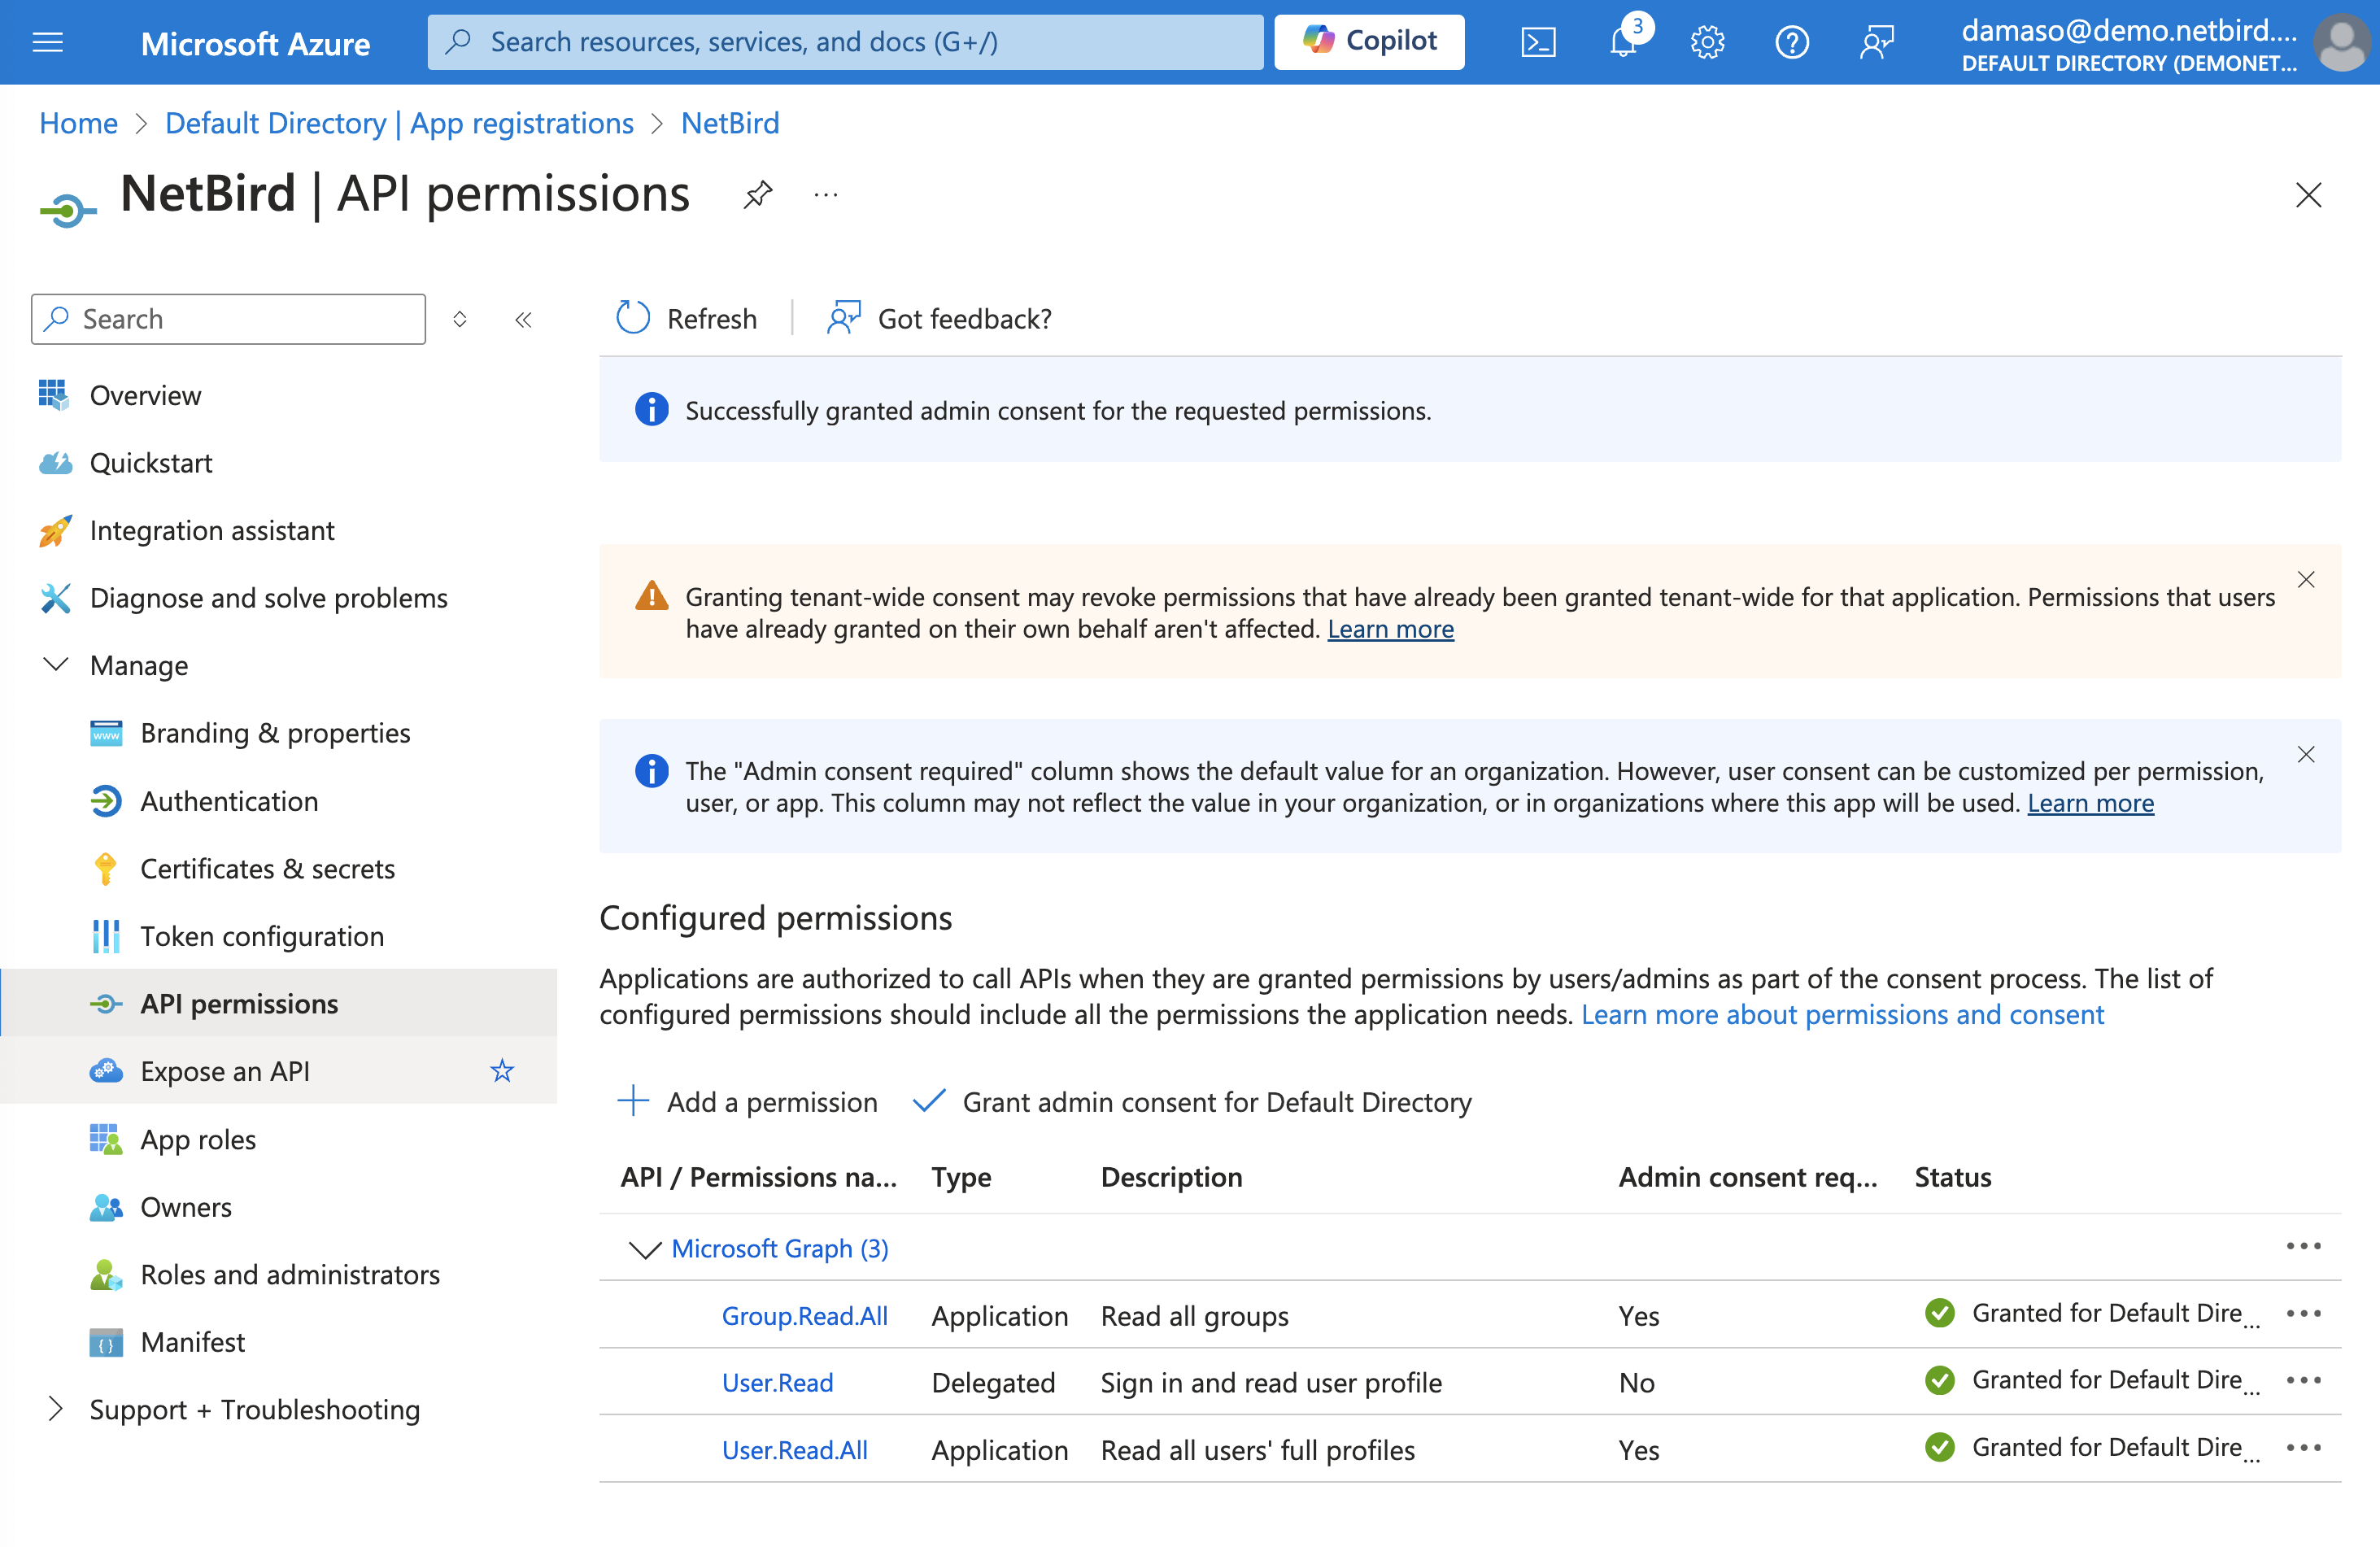 Microsoft Azure
Search resources, services, and docs (G+/)
Copilot
3
damaso@demo.netbird....
DEFAULT DIRECTORY (DEMONET...
Home > Default Directory | App registrations > NetBird
NetBird | API permissions
Search
Refresh
Got feedback?
Overview
Quickstart
Integration assistant
Diagnose and solve problems
Manage
Branding & properties
Authentication
Certificates & secrets
Token configuration
API permissions
Expose an API
App roles
Owners
Roles and administrators
Manifest
Support + Troubleshooting
Successfully granted admin consent for the requested permissions.
Granting tenant-wide consent may revoke permissions that have already been granted tenant-wide for that application. Permissions that users
have already granted on their own behalf aren't affected. Learn more
The "Admin consent required" column shows the default value for an organization. However, user consent can be customized per permission,
user, or app. This column may not reflect the value in your organization, or in organizations where this app will be used. Learn more
Configured permissions
Applications are authorized to call APIs when they are granted permissions by users/admins as part of the consent process. The list of
configured permissions should include all the permissions the application needs. Learn more about permissions and consent
Add a permission
Grant admin consent for Default Directory
API / Permissions na... Type Description Admin consent req... Status
Microsoft Graph (3)
Group.Read.All Application Read all groups Yes Granted for Default Dire...
User.Read Delegated Sign in and read user profile No Granted for Default Dire...
User.Read.All Application Read all users' full profiles Yes Granted for Default Dire...